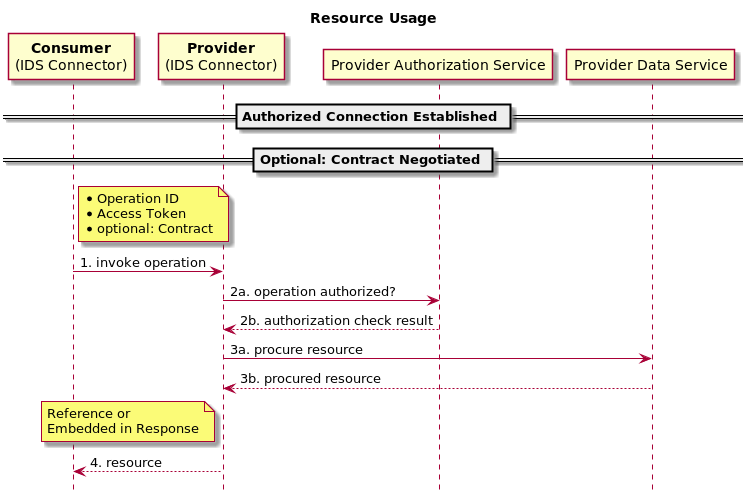 Resource Usage
Consumer
(IDS Connector)
Provider
(IDS Connector)
Provider Authorization Service
Provider Data Service
Authorized Connection Established
Optional: Contract Negotiated
• Operation ID
• Access Token
• optional: Contract
1. invoke operation
2a. operation authorized?
2b. authorization check result
3a. procure resource
3b. procured resource
Reference or
Embedded in Response
4. resource